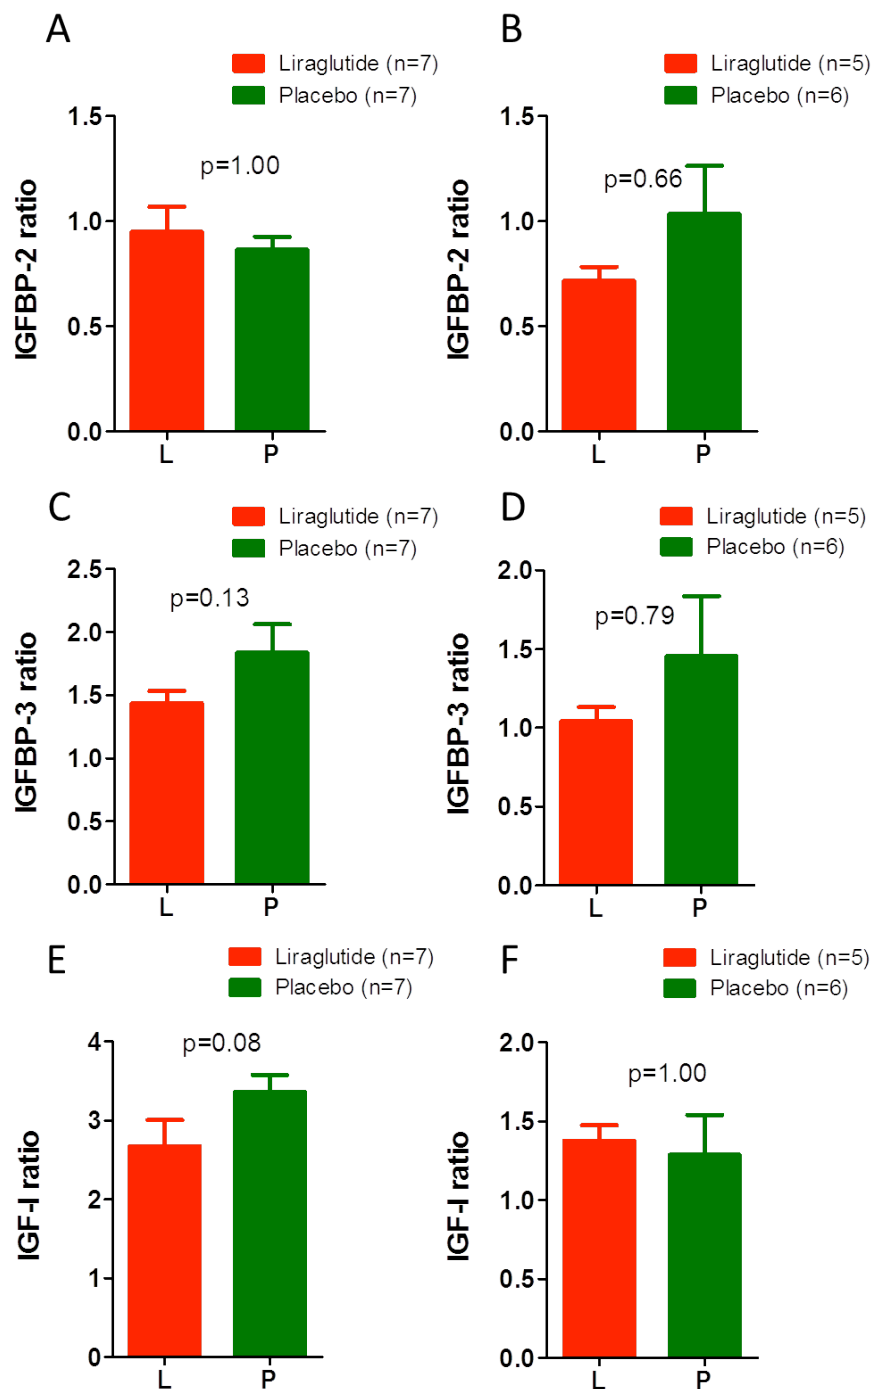 A
Liraglutide (n=7)
Placebo (n=7)
1.5
1.0
0.5
0.0
IGFBP-2 ratio
p=1.00
L P
B
Liraglutide (n=5)
Placebo (n=6)
1.5
1.0
0.5
0.0
IGFBP-2 ratio
p=0.66
L P
C
Liraglutide (n=7)
Placebo (n=7)
2.5
2.0
1.5
1.0
0.5
0.0
IGFBP-3 ratio
p=0.13
L P
D
Liraglutide (n=5)
Placebo (n=6)
2.0
1.5
1.0
0.5
0.0
IGFBP-3 ratio
p=0.79
L P
E
Liraglutide (n=7)
Placebo (n=7)
4
3
2
1
0
IGF-I ratio
p=0.08
L P
F
Liraglutide (n=5)
Placebo (n=6)
2.0
1.5
1.0
0.5
0.0
IGF-I ratio
p=1.00
L P